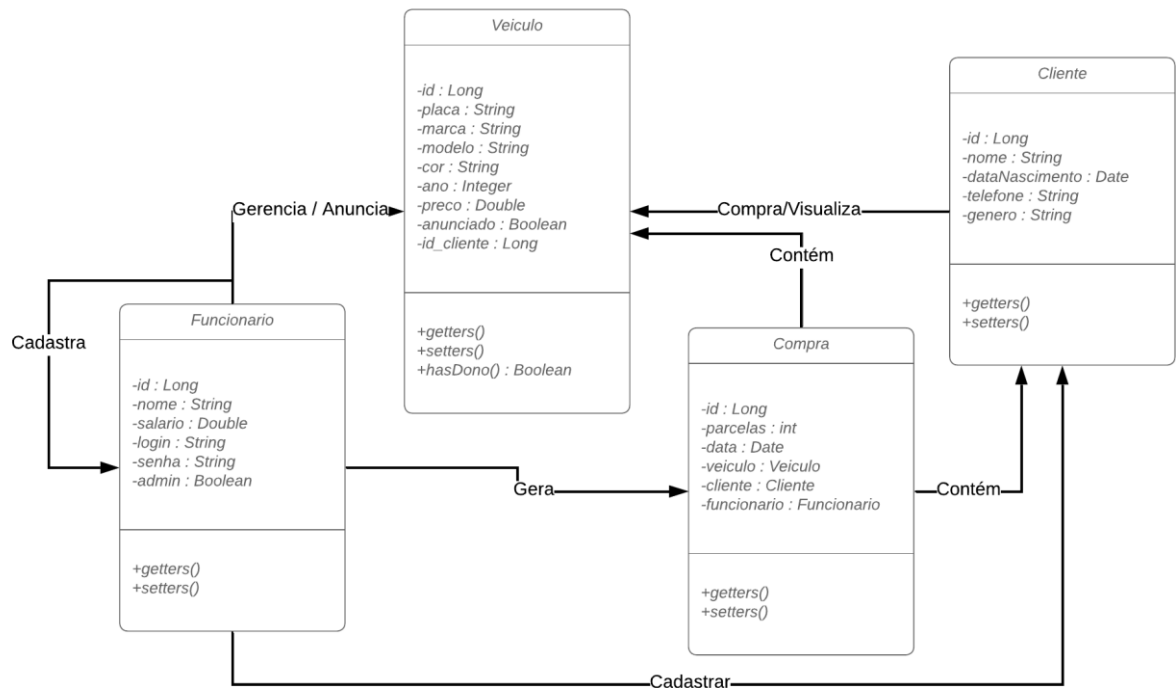 Veiculo
-id : Long
-placa : String
-marca : String
-modelo : String
-cor : String
-ano : Integer
-preco : Double
-anunciado : Boolean
-id_cliente : Long
+getters()
+setters()
+hasDono() : Boolean
Cliente
-id : Long
-nome : String
-dataNascimento : Date
-telefone : String
-genero : String
+getters()
+setters()
Gerencia / Anuncia
Compra/Visualiza
Contém
Cadastra
Funcionario
-id : Long
-nome : String
-salario : Double
-login : String
-senha : String
-admin : Boolean
+getters()
+setters()
Gera
Compra
-id : Long
-parcelas : int
-data : Date
-veiculo : Veiculo
-cliente : Cliente
-funcionario : Funcionario
+getters()
+setters()
Contém
Cadastrar